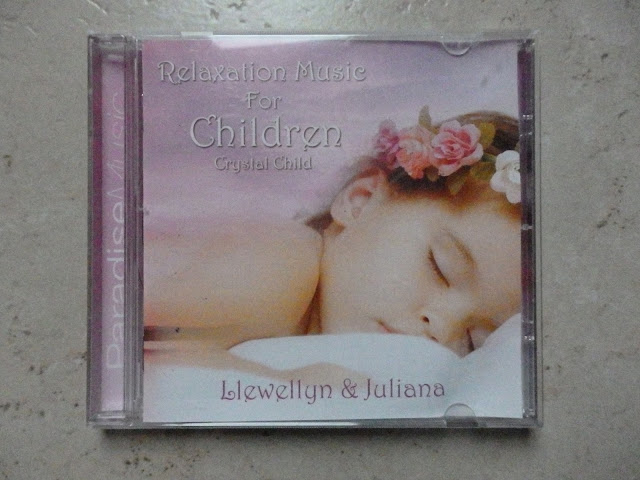 Relaxation Music
For
Children
Crystal Child
ParadiseMusic
Llewellyn & Juliana